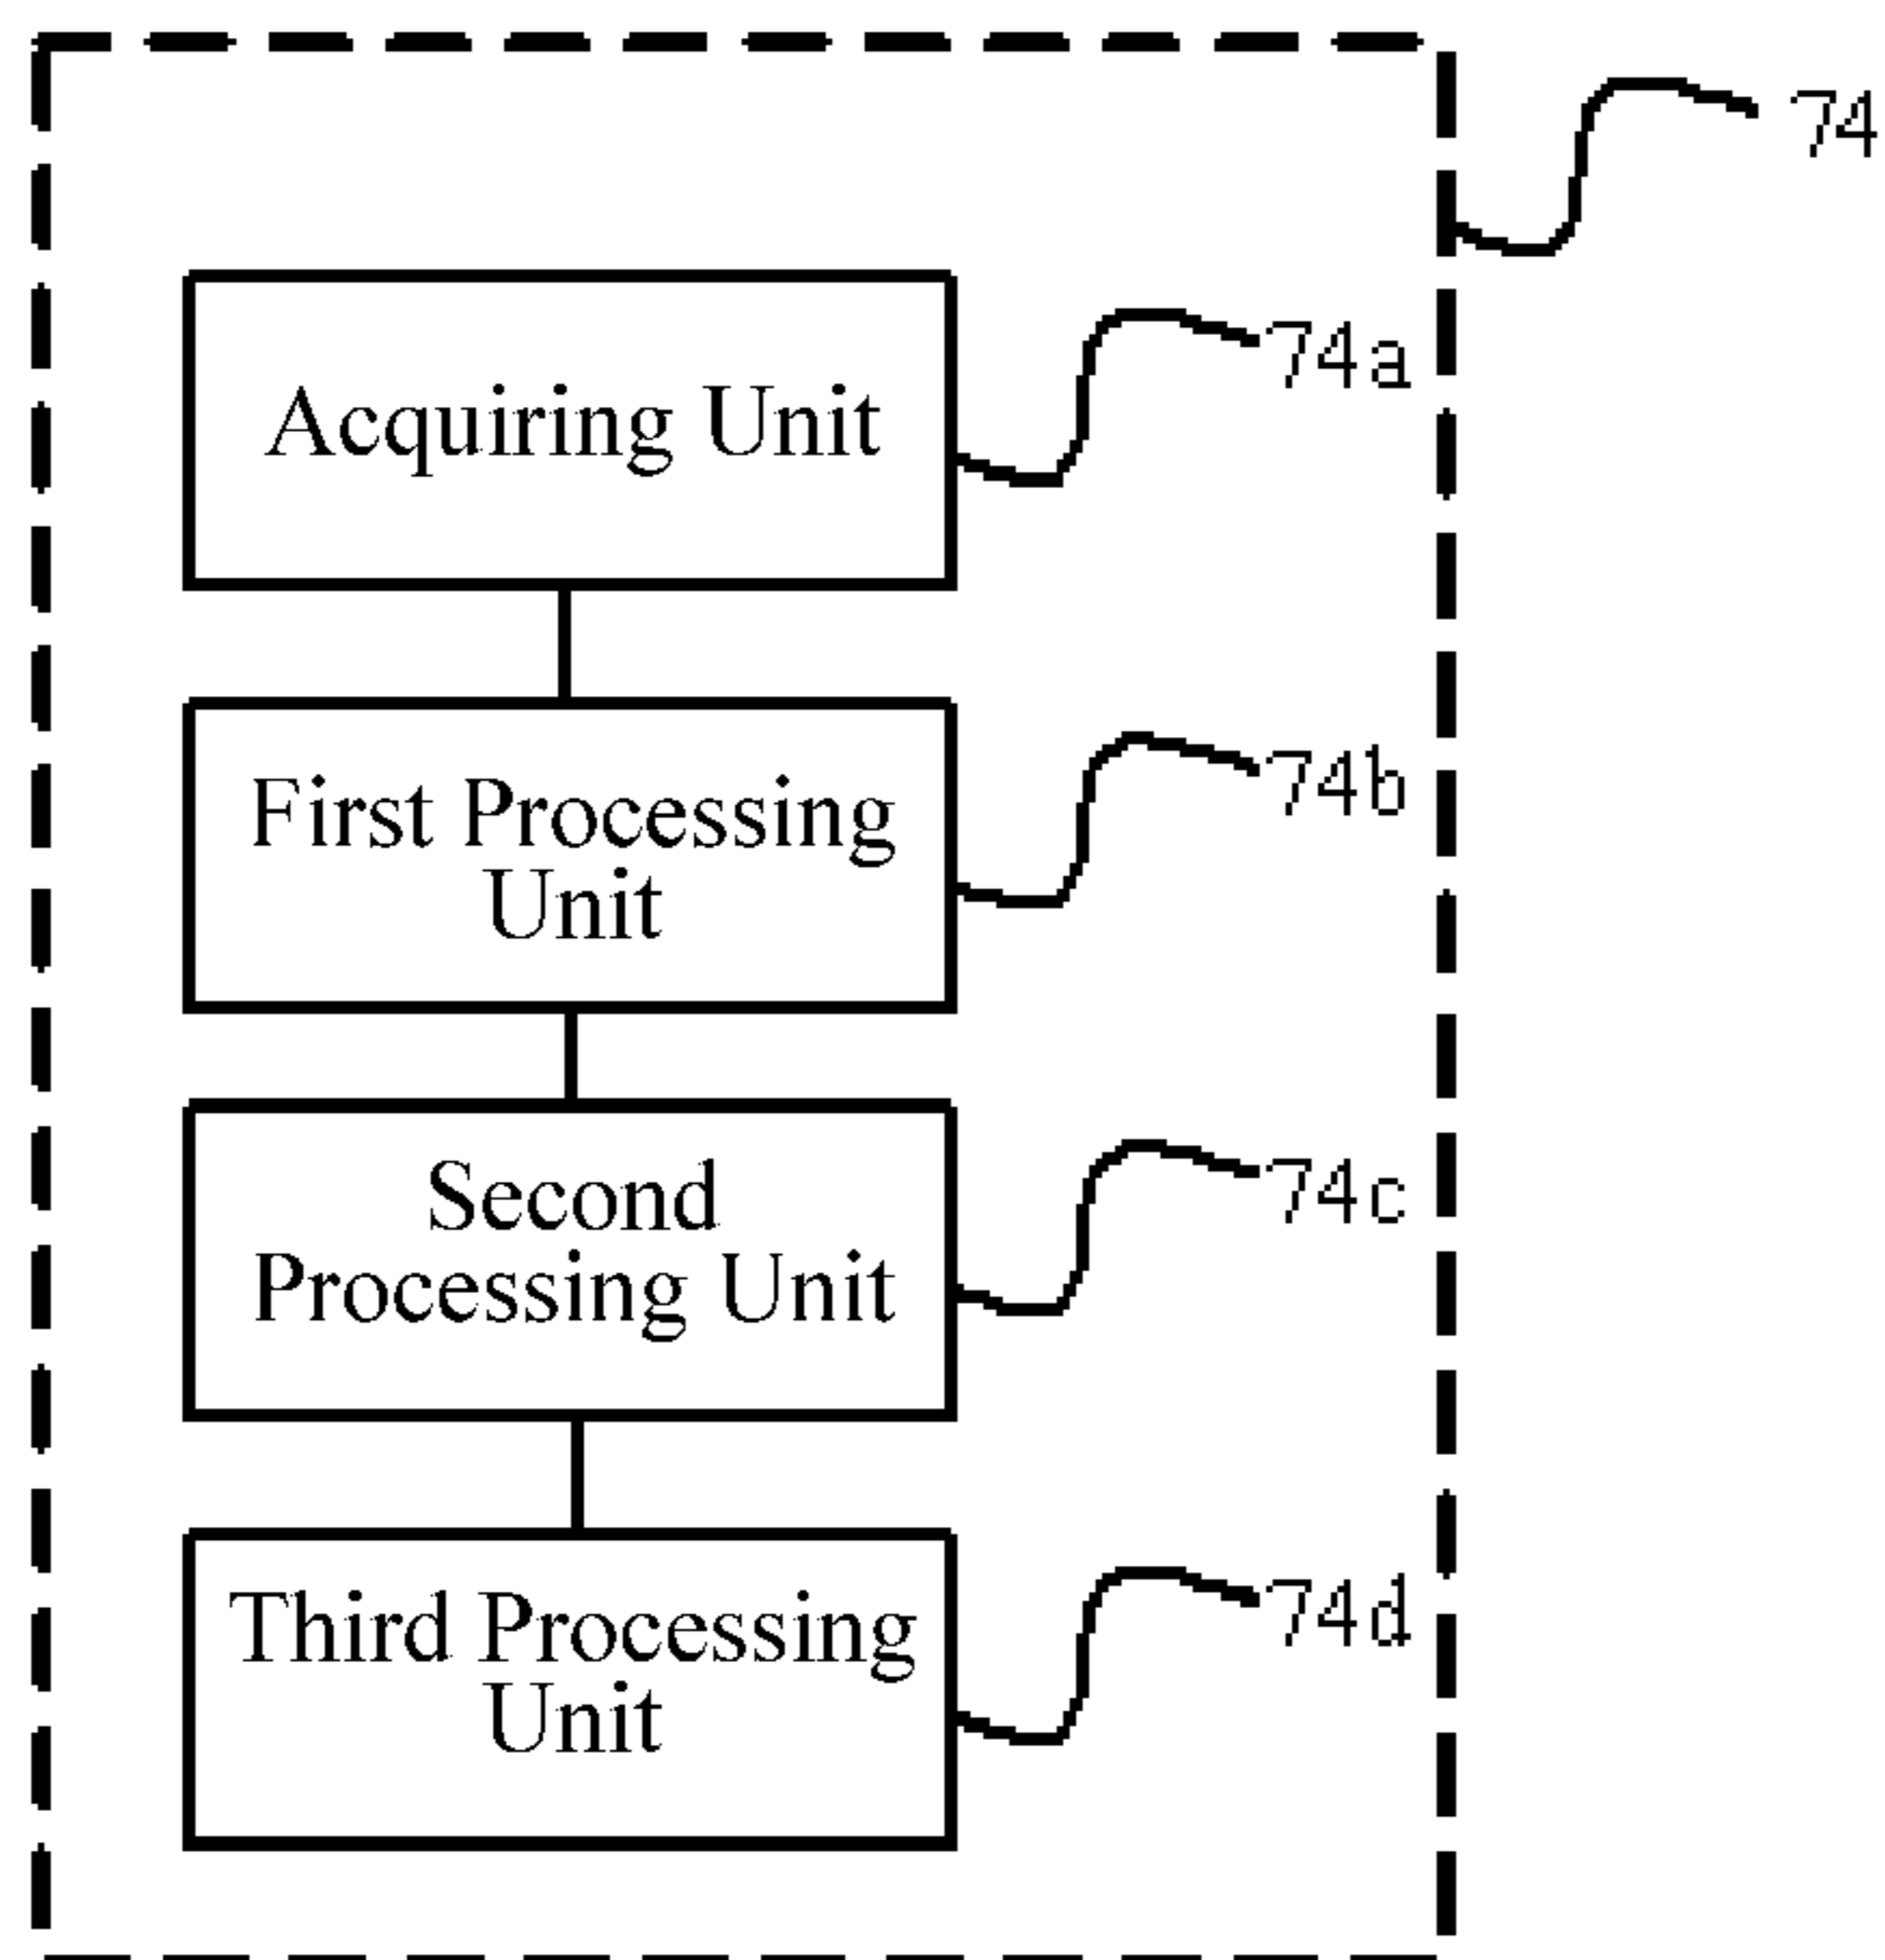 74
Acquiring Unit
74a
First Processing
Unit
74b
Second
Processing Unit
74c
Third Processing
Unit
74d